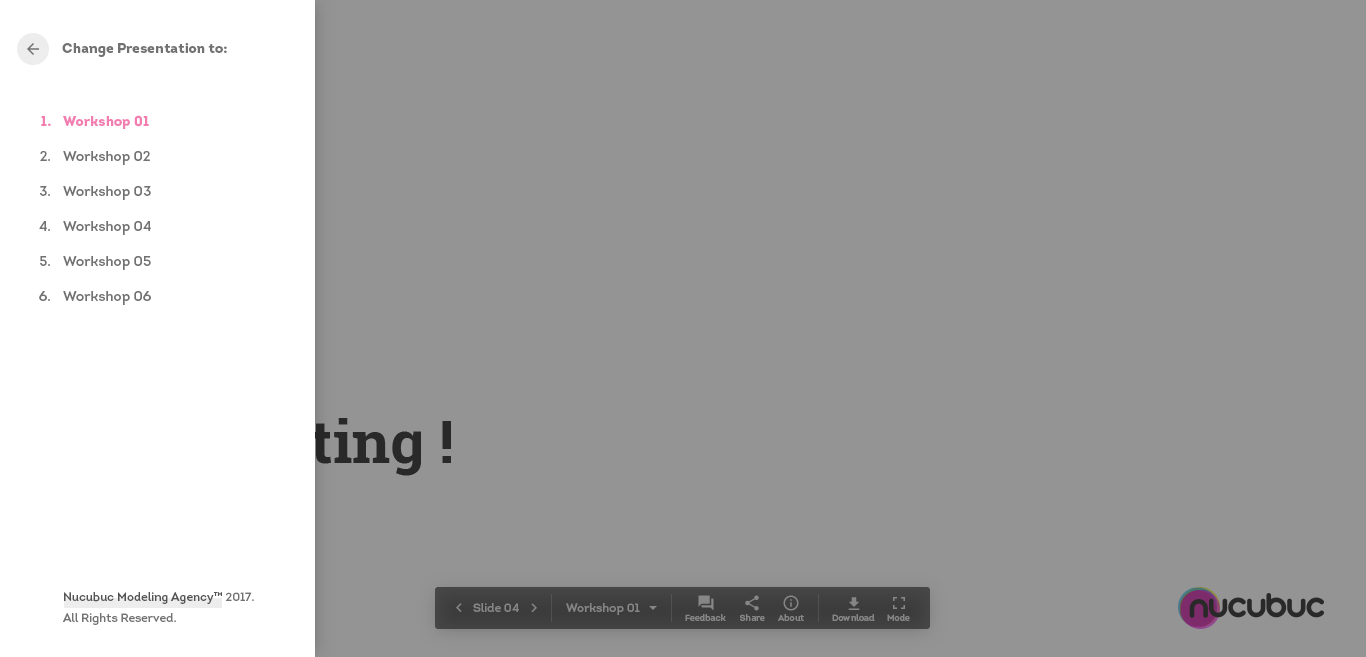 Change Presentation to:
1. Workshop 01
2. Workshop 02
3. Workshop 03
4. Workshop 04
5. Workshop 05
6. Workshop 06
ting !
Nucubuc Modeling Agency™ 2017.
All Rights Reserved.
Slide 04
Workshop 01
Feedback
Share
About
Download
Mode
nucubuc